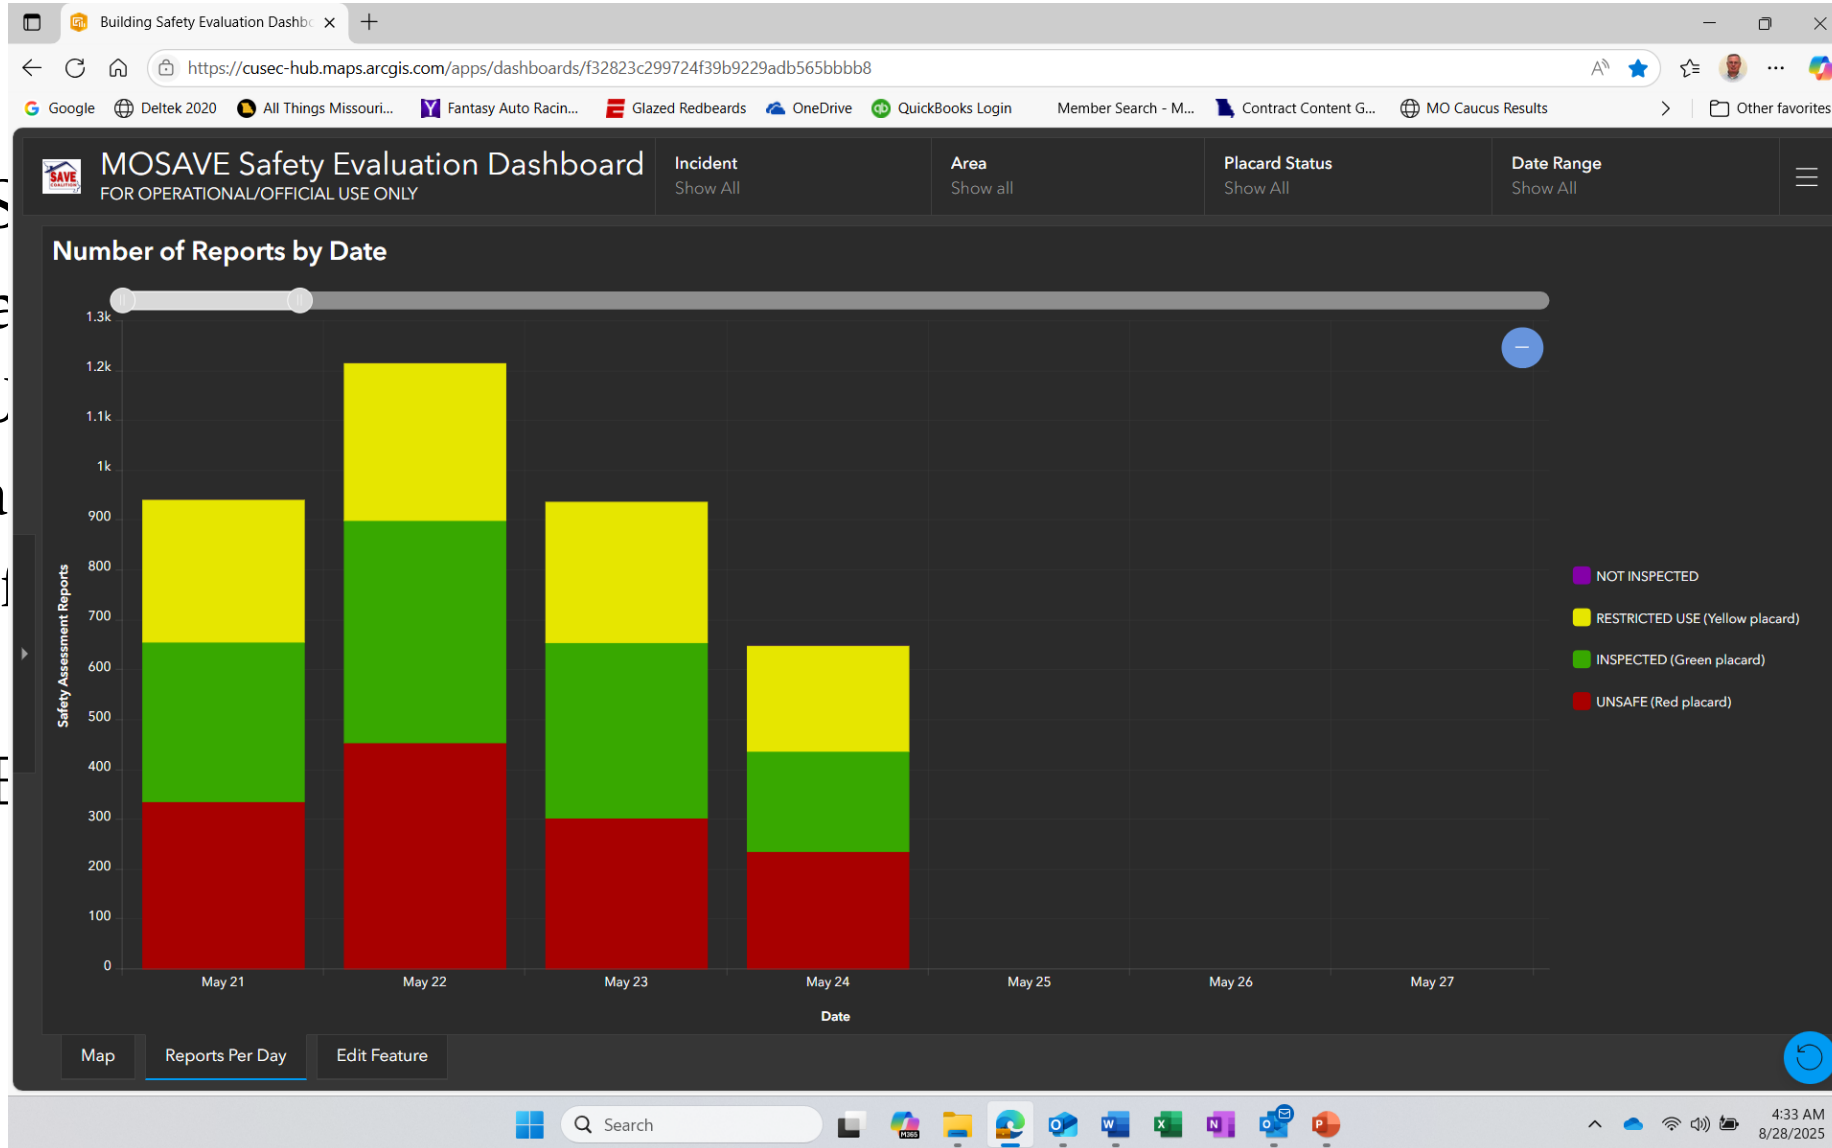 Building Safety Evaluation Dashbo
https://cusec-hub.maps.arcgis.com/apps/dashboards/f32823c299724f39b9229adb565bbbb8
Google Deltek 2020 All Things Missouri... Fantasy Auto Racin... Glazed Redbeards OneDrive QuickBooks Login Member Search - M... Contract Content G... MO Caucus Results Other favorites
SAVE
COALITION
MOSAVE Safety Evaluation Dashboard
FOR OPERATIONAL/OFFICIAL USE ONLY
Incident
Show All
Area
Show all
Placard Status
Show All
Date Range
Show All
Number of Reports by Date
1.3k
1.2k
1.1k
1k
900
800
700
600
500
400
300
200
100
0
Safety Assessment Reports
May 21 May 22 May 23 May 24 May 25 May 26 May 27
Date
NOT INSPECTED
RESTRICTED USE (Yellow placard)
INSPECTED (Green placard)
UNSAFE (Red placard)
Map Reports Per Day Edit Feature
Search
M365
4:33 AM
8/28/2025